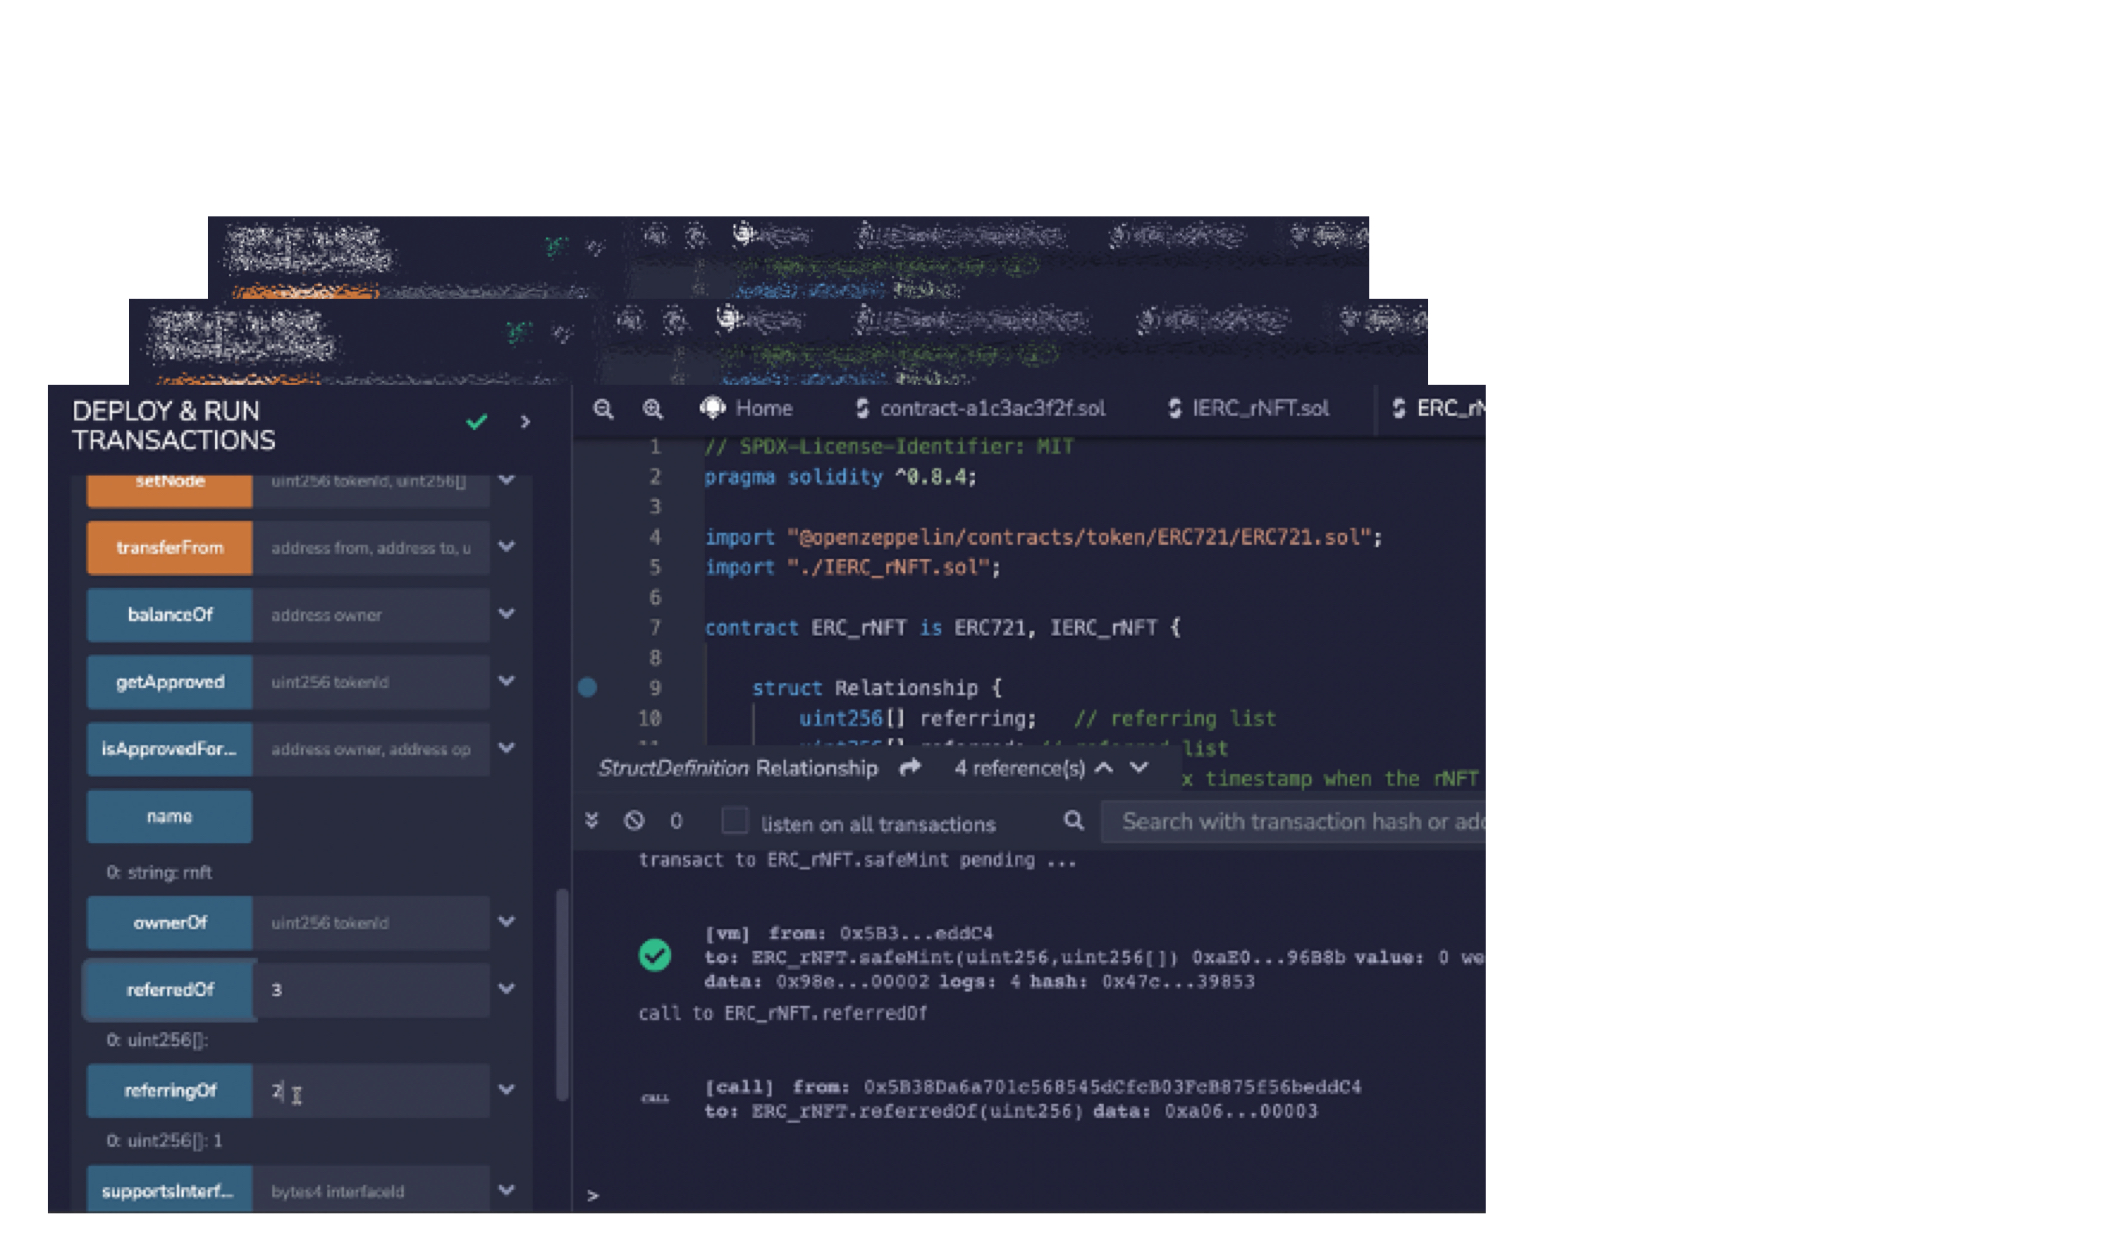 DEPLOY & RUN
TRANSACTIONS
setNode uint256 tokenId, uint256[]
transferFrom address from, address to, u
balanceOf address owner
getApproved uint256 tokenId
isApprovedFor... address owner, address op
name
0: string: rnft
ownerOf uint256 tokenId
referredOf 3
0: uint256[]:
referringOf 2
0: uint256[]: 1
supportsInterf... bytes4 interfaceId
Home contract-a1c3ac3f2f.sol IERC_rNFT.sol ERC_rN
1 // SPDX-License-Identifier: MIT
2 pragma solidity ^0.8.4;
3
4 import "@openzeppelin/contracts/token/ERC721/ERC721.sol";
5 import "./IERC_rNFT.sol";
6
7 contract ERC_rNFT is ERC721, IERC_rNFT {
8
9 struct Relationship {
10 uint256[] referring; // referring list
list
x timestamp when the rNFT
StructDefinition Relationship 4 reference(s)
0 listen on all transactions Search with transaction hash or add
transact to ERC_rNFT.safeMint pending ...
[vm] from: 0x5B3...eddC4
to: ERC_rNFT.safeMint(uint256,uint256[]) 0xaE0...96B8b value: 0 we
data: 0x98e...00002 logs: 4 hash: 0x47c...39853
call to ERC_rNFT.referredOf
CALL [call] from: 0x5B38Da6a701c568545dCfcB03FcB875f56beddC4
to: ERC_rNFT.referredOf(uint256) data: 0xa06...00003
>